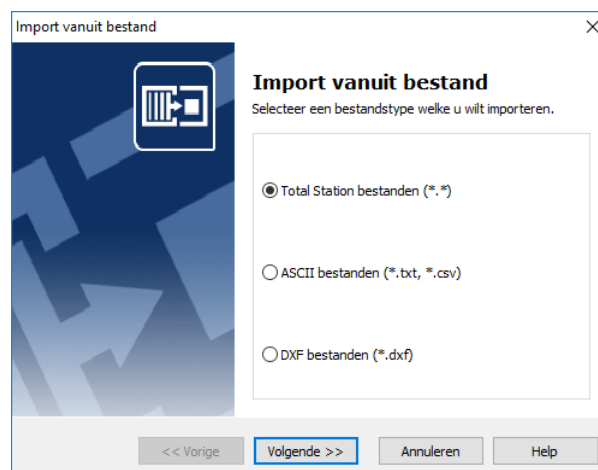 Import vanuit bestand
Import vanuit bestand
Selecteer een bestandstype welke u wilt importeren.
Total Station bestanden (*.*)
ASCII bestanden (*.txt, *.csv)
DXF bestanden (*.dxf)
<< Vorige Volgende >> Annuleren Help